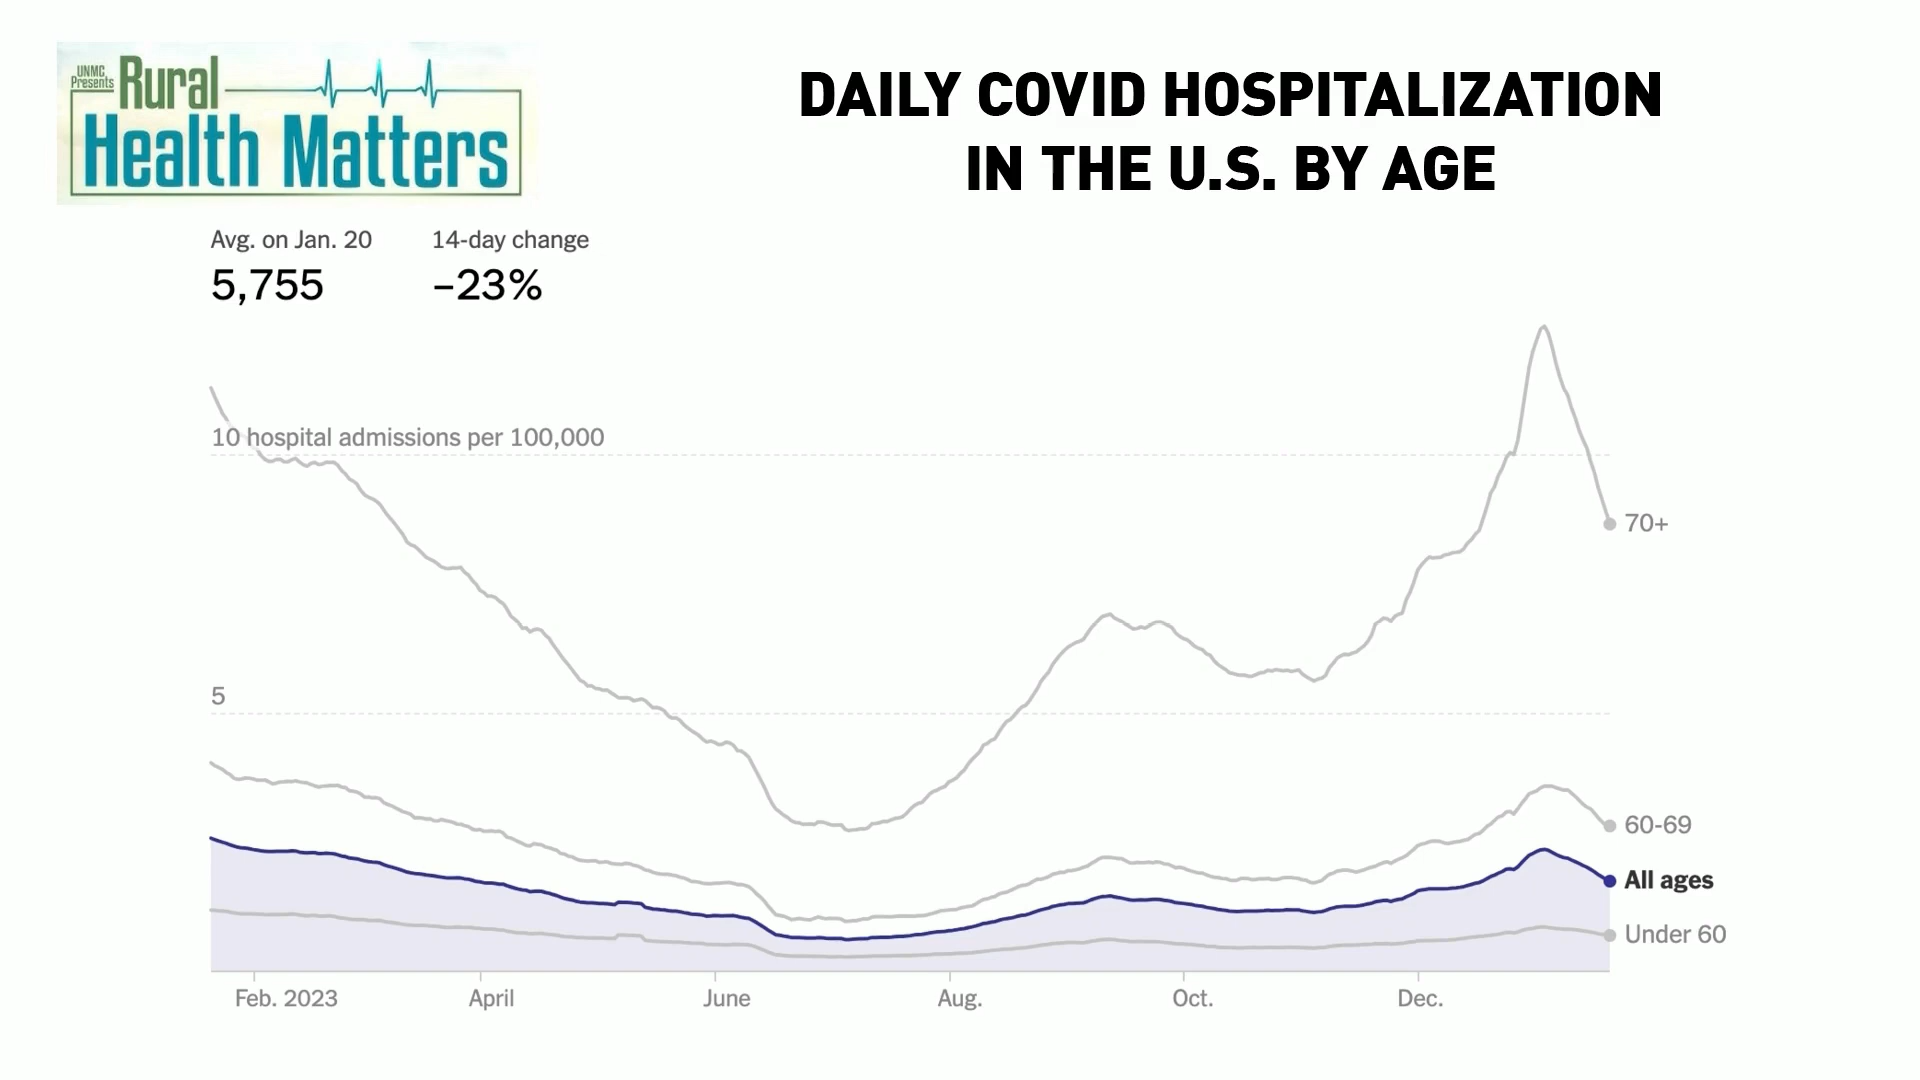 UNMC
Presents
Rural
Health Matters
DAILY COVID HOSPITALIZATION
IN THE U.S. BY AGE
Avg. on Jan. 20
14-day change
5,755
–23%
10 hospital admissions per 100,000
70+
5
60-69
All ages
Under 60
Feb. 2023
April
June
Aug.
Oct.
Dec.